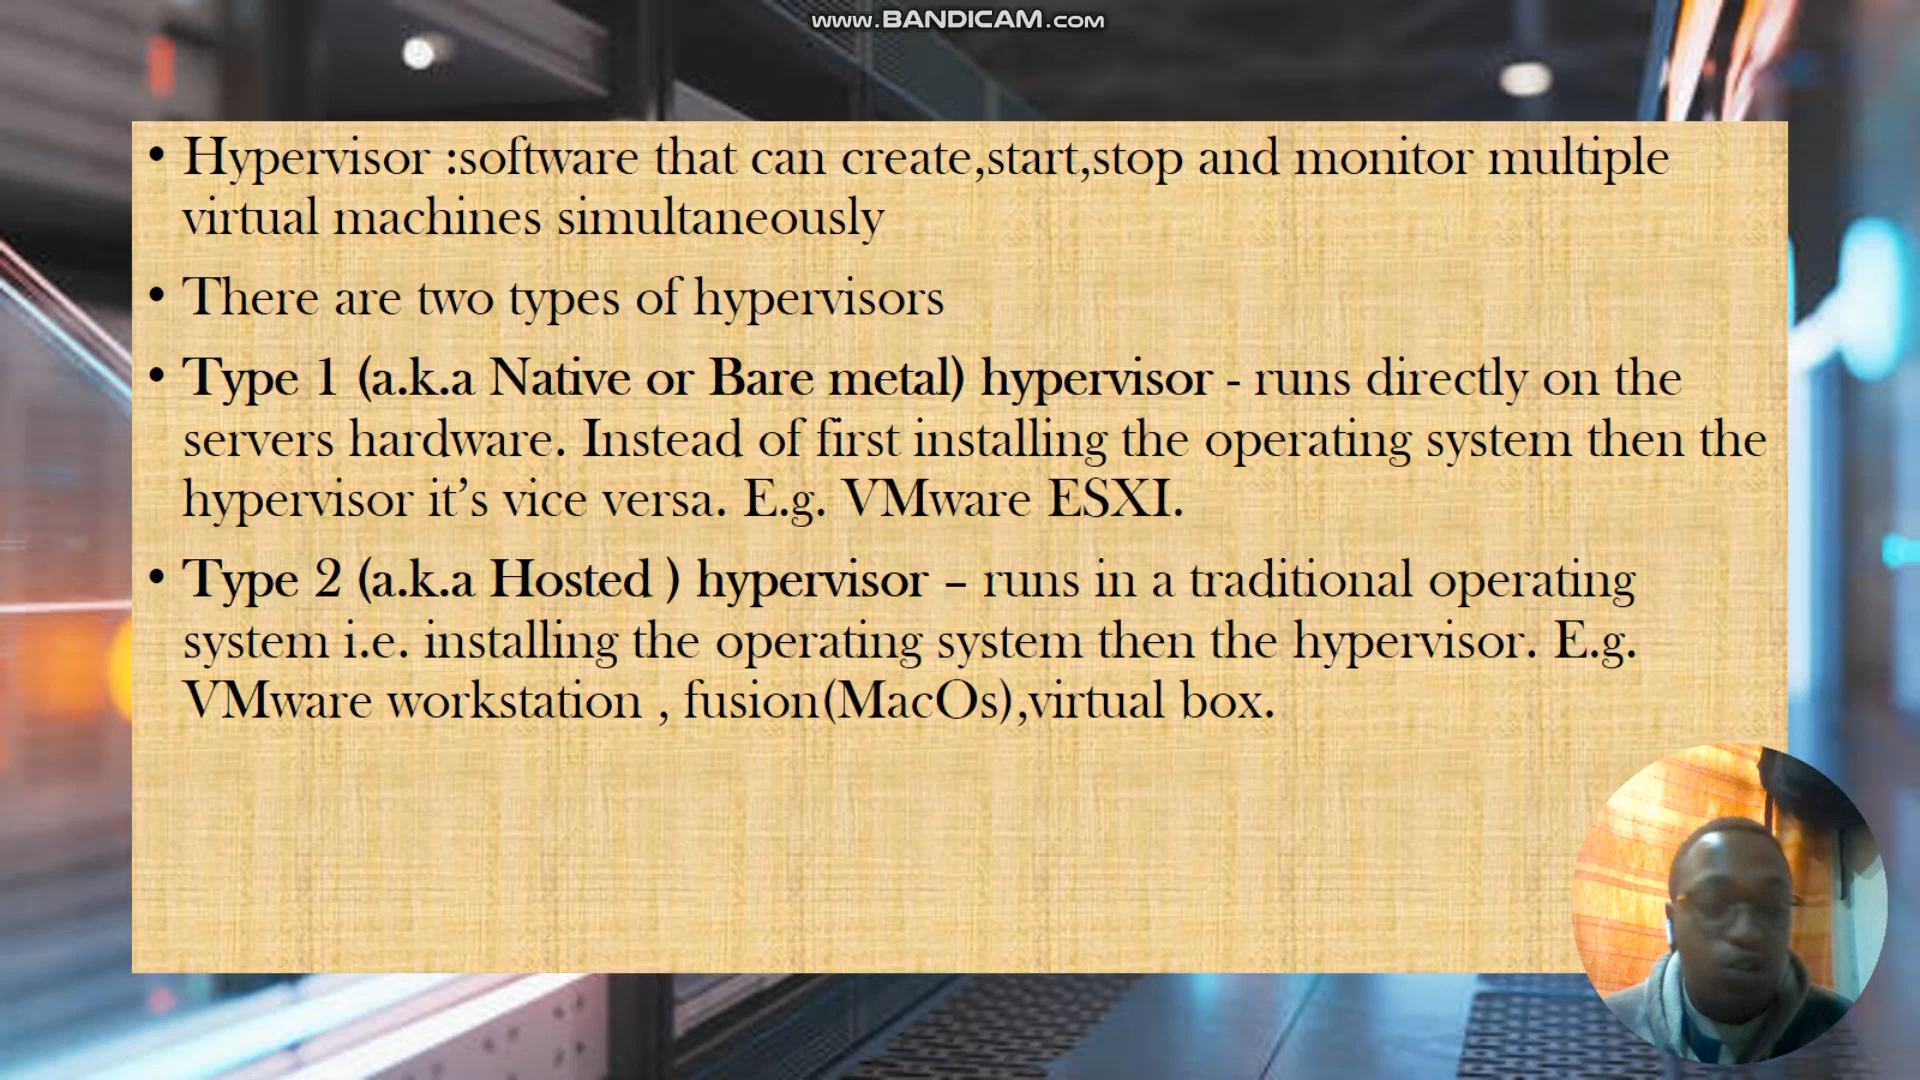 www.BANDICAM.com
• Hypervisor :software that can create,start,stop and monitor multiple
virtual machines simultaneously
• There are two types of hypervisors
• Type 1 (a.k.a Native or Bare metal) hypervisor - runs directly on the
servers hardware. Instead of first installing the operating system then the
hypervisor it’s vice versa. E.g. VMware ESXI.
• Type 2 (a.k.a Hosted ) hypervisor – runs in a traditional operating
system i.e. installing the operating system then the hypervisor. E.g.
VMware workstation , fusion(MacOs),virtual box.